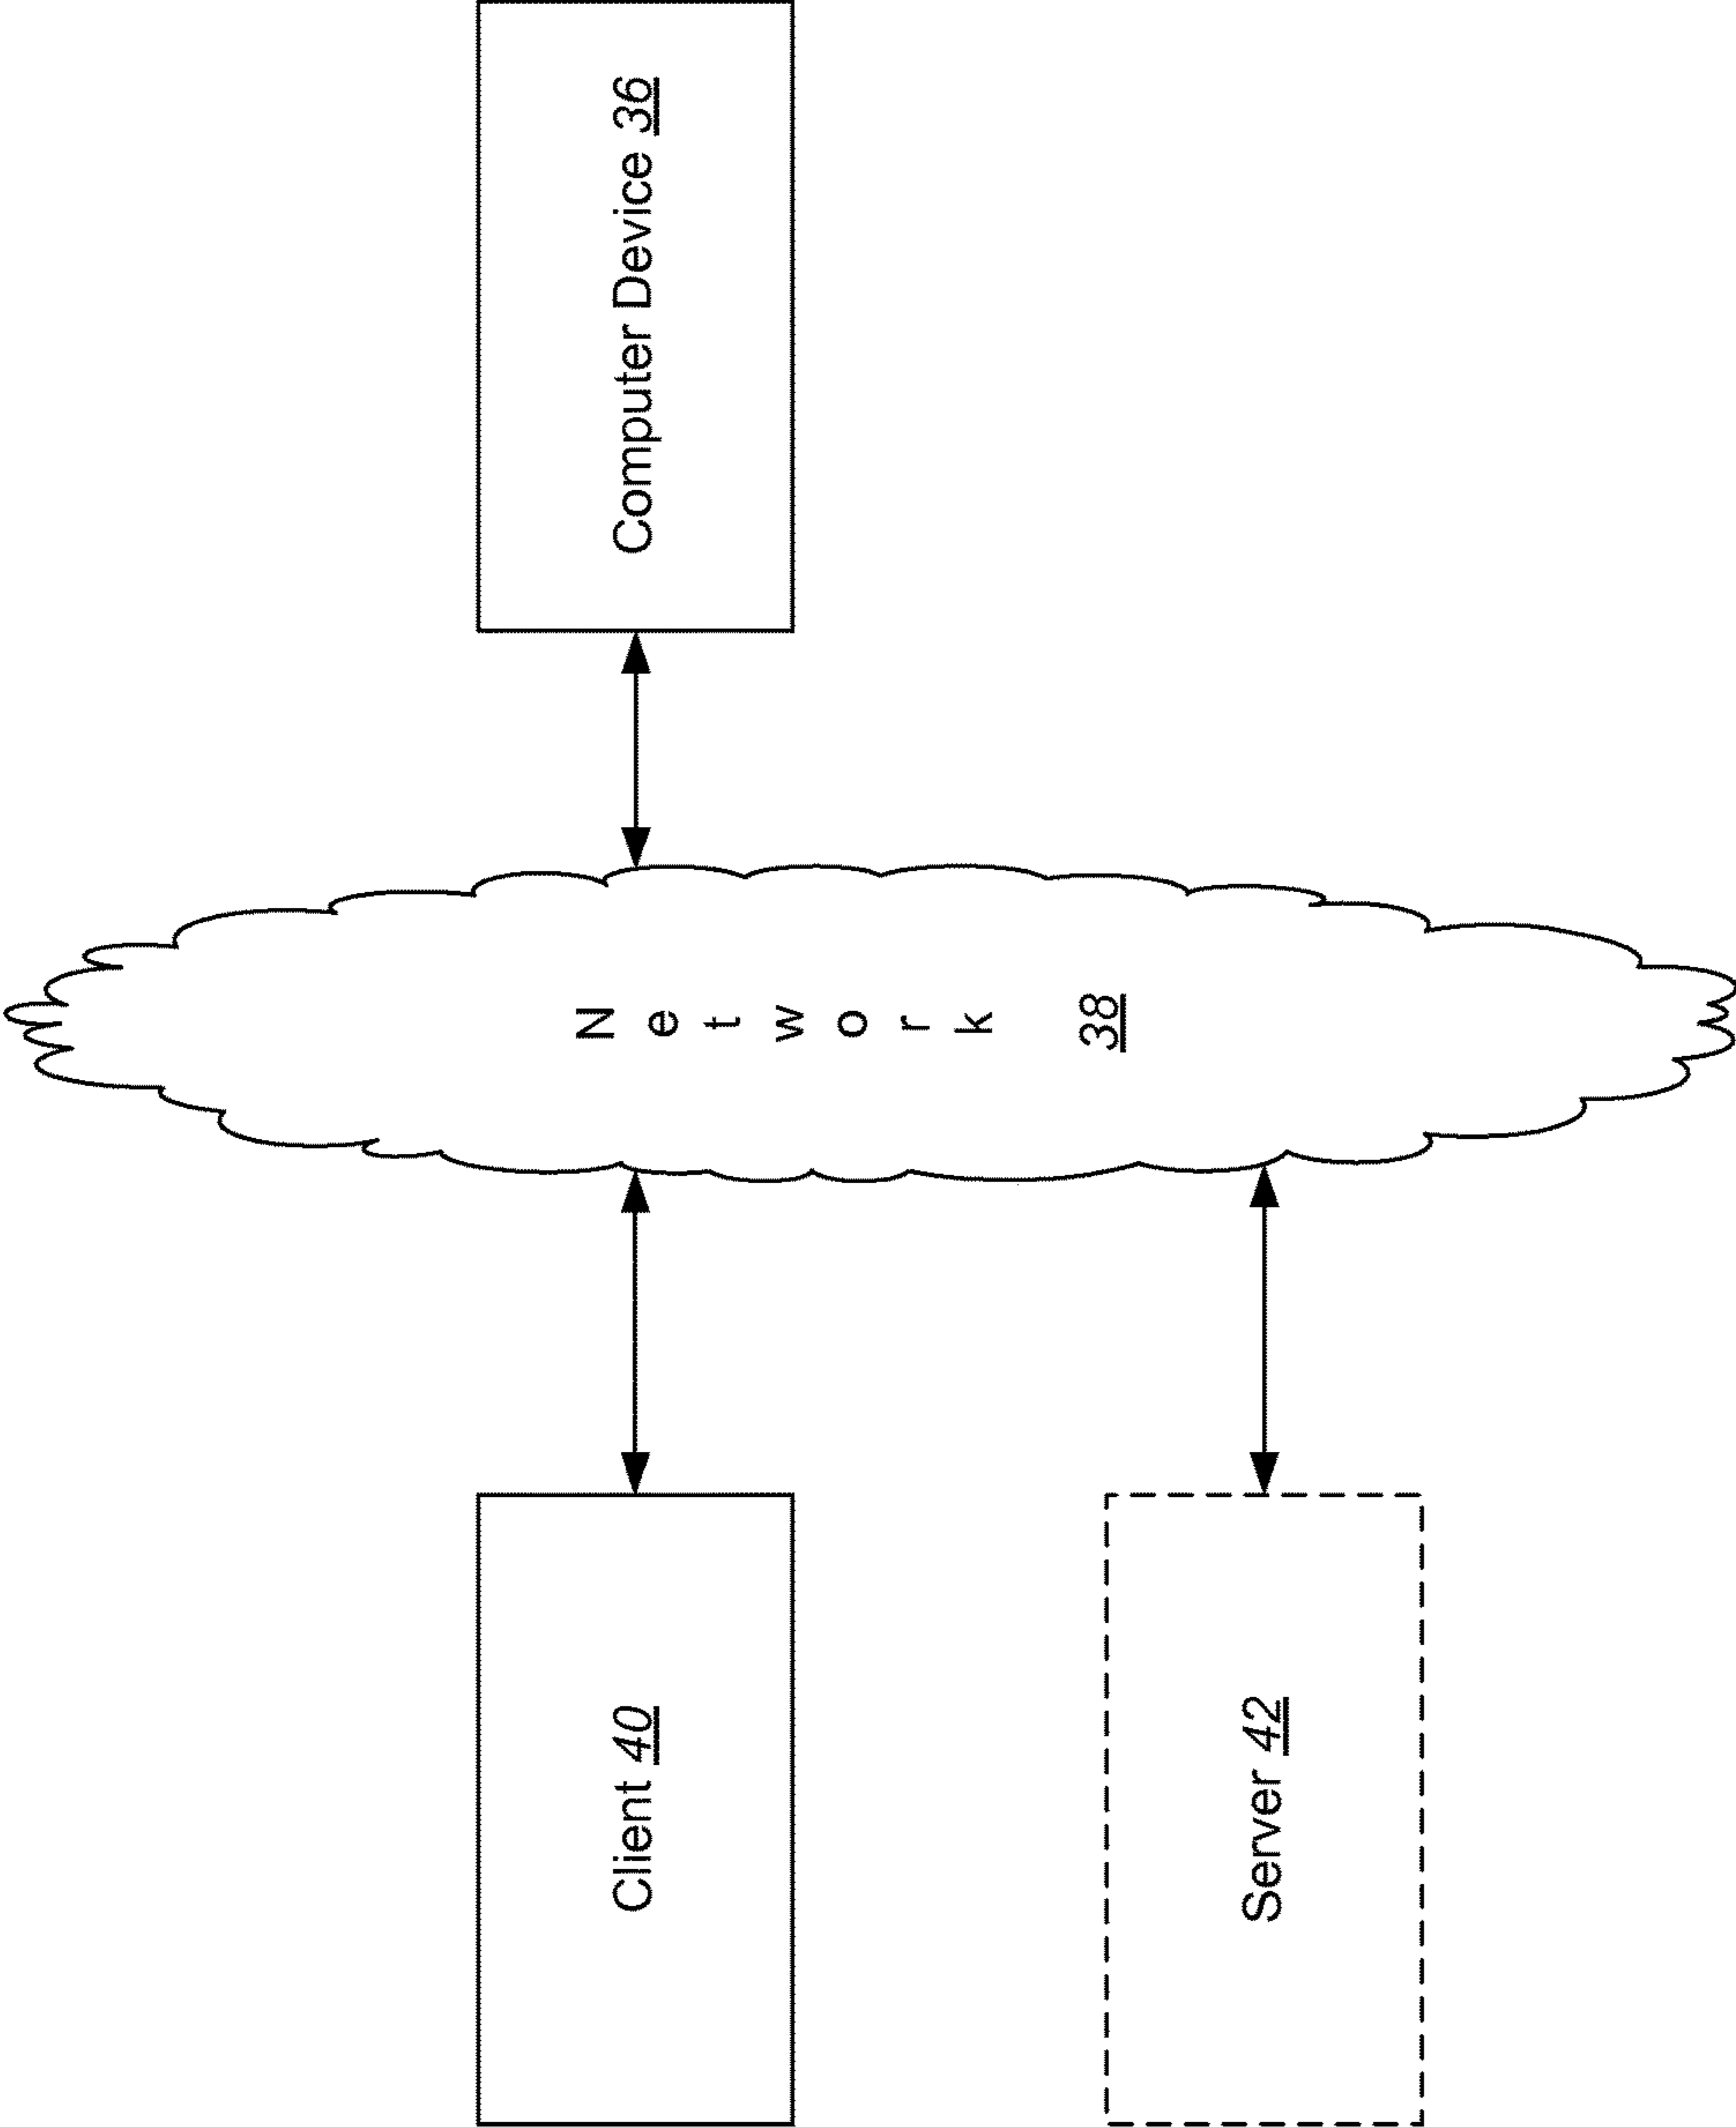 Client 40
Network
38
Computer Device 36
Server 42